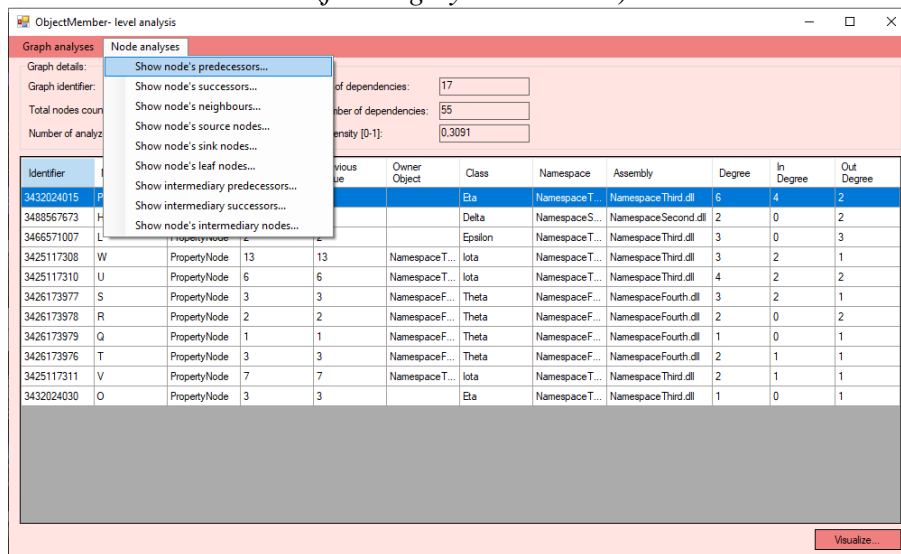 ObjectMember- level analysis
Graph analyses Node analyses
Graph details:
Show node's predecessors...
Graph identifier: Show node's successors... of dependencies: 17
Show node's neighbours...
Total nodes coun of dependencies: 55
Show node's source nodes...
Number of analyz [0-1]: 0,3091
Show node's sink nodes...
Show node's leaf nodes...
Show intermediary predecessors...
Show intermediary successors...
Show node's intermediary nodes...
Identifier vious Owner Object Class Namespace Assembly Degree In Degree Out Degree
3432024015 P Eta NamespaceT... NamespaceThird.dll 6 4 2
3488567673 H Delta NamespaceS... NamespaceSecond.dll 2 0 2
3466571007 L PropertyNode 2 2 Epsilon NamespaceT... NamespaceThird.dll 3 0 3
3425117308 W PropertyNode 13 13 NamespaceT... Iota NamespaceT... NamespaceThird.dll 3 2 1
3425117310 U PropertyNode 6 6 NamespaceT... Iota NamespaceT... NamespaceThird.dll 4 2 2
3426173977 S PropertyNode 3 3 NamespaceF... Theta NamespaceF... NamespaceFourth.dll 3 2 1
3426173978 R PropertyNode 2 2 NamespaceF... Theta NamespaceF... NamespaceFourth.dll 2 0 2
3426173979 Q PropertyNode 1 1 NamespaceF... Theta NamespaceF... NamespaceFourth.dll 1 0 1
3426173976 T PropertyNode 3 3 NamespaceF... Theta NamespaceF... NamespaceFourth.dll 2 1 1
3425117311 V PropertyNode 7 7 NamespaceT... Iota NamespaceT... NamespaceThird.dll 2 1 1
3432024030 O PropertyNode 3 3 Eta NamespaceT... NamespaceThird.dll 1 0 1
Visualize...